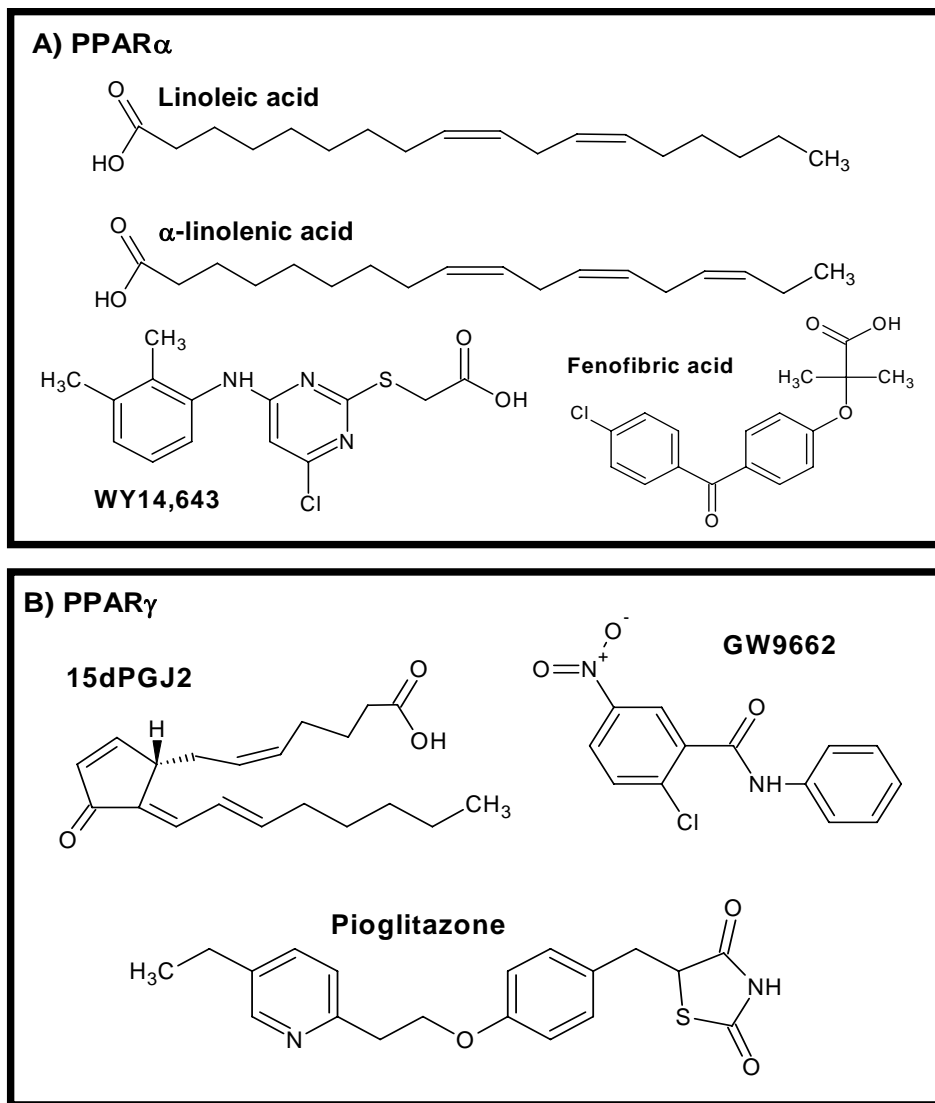 A) PPARα
Linoleic acid
O
HO
CH3
α-linolenic acid
O
HO
CH3
CH3
H3C
NH
N
N
S
O
OH
Cl
WY14,643
Fenofibric acid
O
OH
CH3
CH3
O
Cl
O
B) PPARγ
15dPGJ2
O
OH
H
O
CH3
GW9662
O-
N+
O
O
NH
Cl
Pioglitazone
H3C
N
O
O
NH
S
O